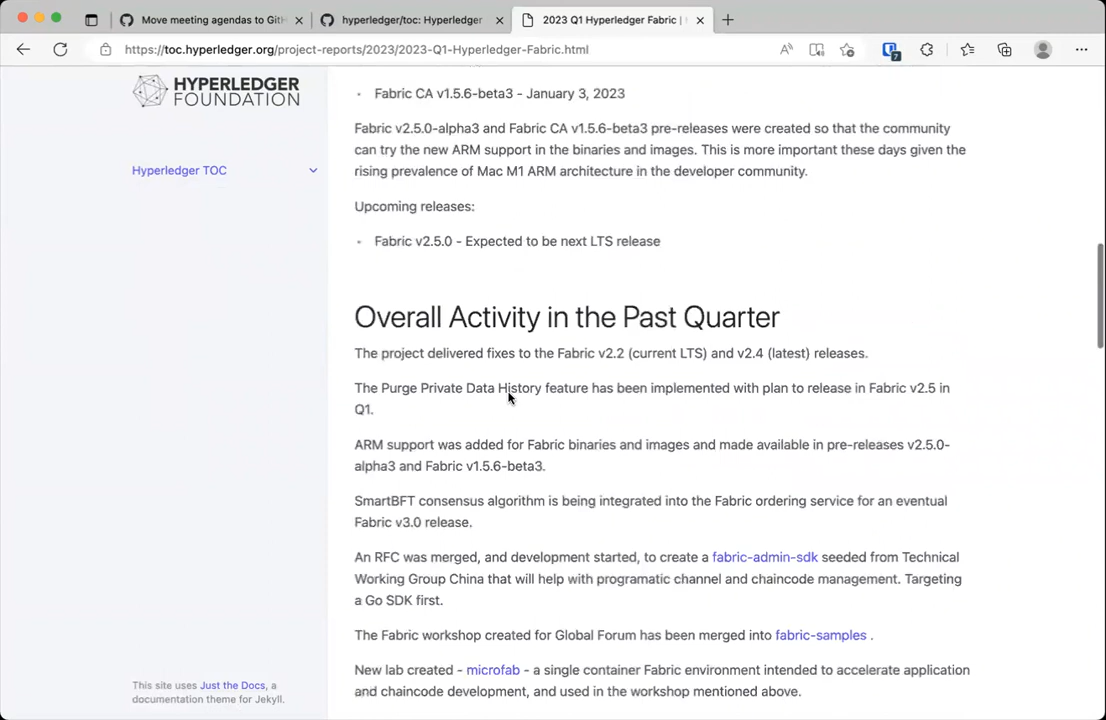 Move meeting agendas to GitH
hyperledger/toc: Hyperledger
2023 Q1 Hyperledger Fabric |
https://toc.hyperledger.org/project-reports/2023/2023-Q1-Hyperledger-Fabric.html
7
HYPERLEDGER
FOUNDATION
Hyperledger TOC
Fabric CA v1.5.6-beta3 - January 3, 2023
Fabric v2.5.0-alpha3 and Fabric CA v1.5.6-beta3 pre-releases were created so that the community
can try the new ARM support in the binaries and images. This is more important these days given the
rising prevalence of Mac M1 ARM architecture in the developer community.
Upcoming releases:
Fabric v2.5.0 - Expected to be next LTS release
Overall Activity in the Past Quarter
The project delivered fixes to the Fabric v2.2 (current LTS) and v2.4 (latest) releases.
The Purge Private Data History feature has been implemented with plan to release in Fabric v2.5 in
Q1.
ARM support was added for Fabric binaries and images and made available in pre-releases v2.5.0-
alpha3 and Fabric v1.5.6-beta3.
SmartBFT consensus algorithm is being integrated into the Fabric ordering service for an eventual
Fabric v3.0 release.
An RFC was merged, and development started, to create a fabric-admin-sdk seeded from Technical
Working Group China that will help with programatic channel and chaincode management. Targeting
a Go SDK first.
The Fabric workshop created for Global Forum has been merged into fabric-samples .
New lab created - microfab - a single container Fabric environment intended to accelerate application
and chaincode development, and used in the workshop mentioned above.
This site uses Just the Docs, a
documentation theme for Jekyll.